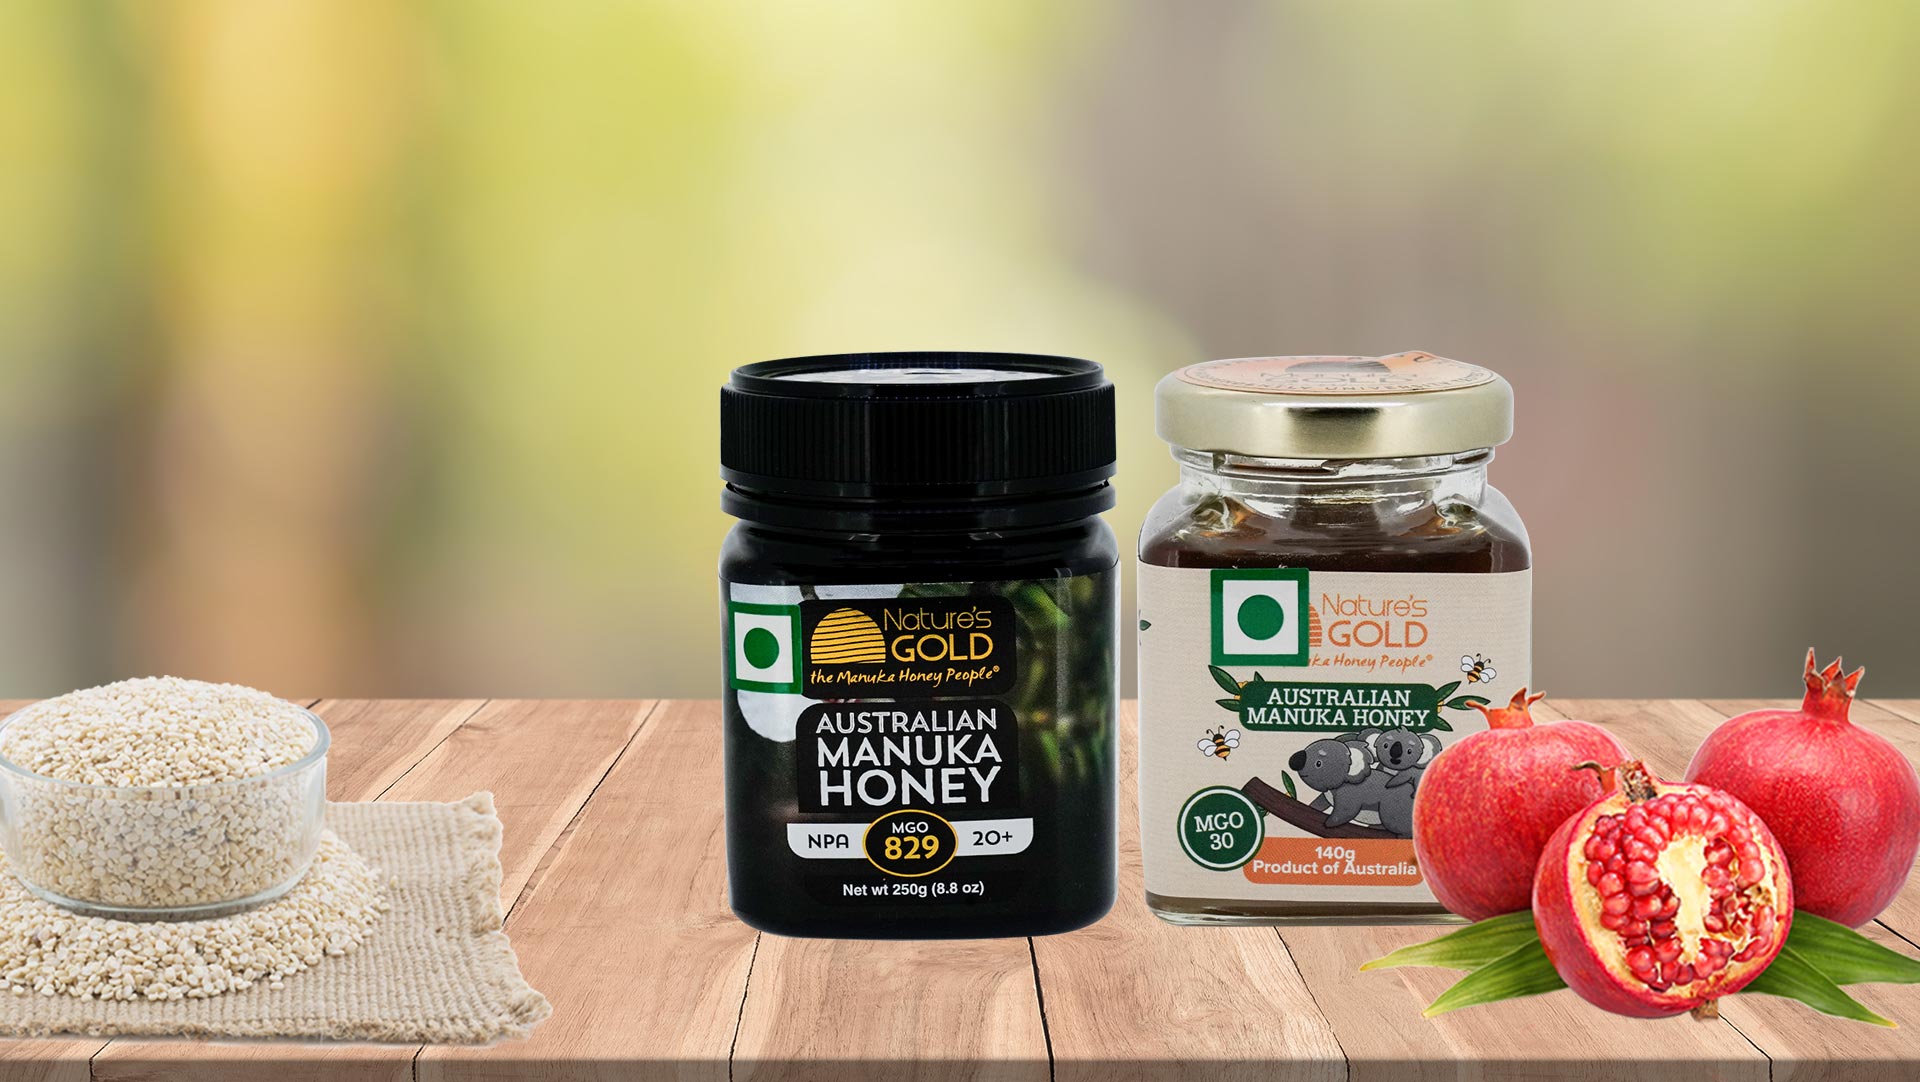 Nature's
GOLD
the Manuka Honey People®
AUSTRALIAN
MANUKA
HONEY
NPA
MGO
829
20+
Net wt 250g (8.8 oz)
GOLD
Nature's
GOLD
ka Honey People®
AUSTRALIAN
MANUKA HONEY
MGO
30
140g
Product of Australia